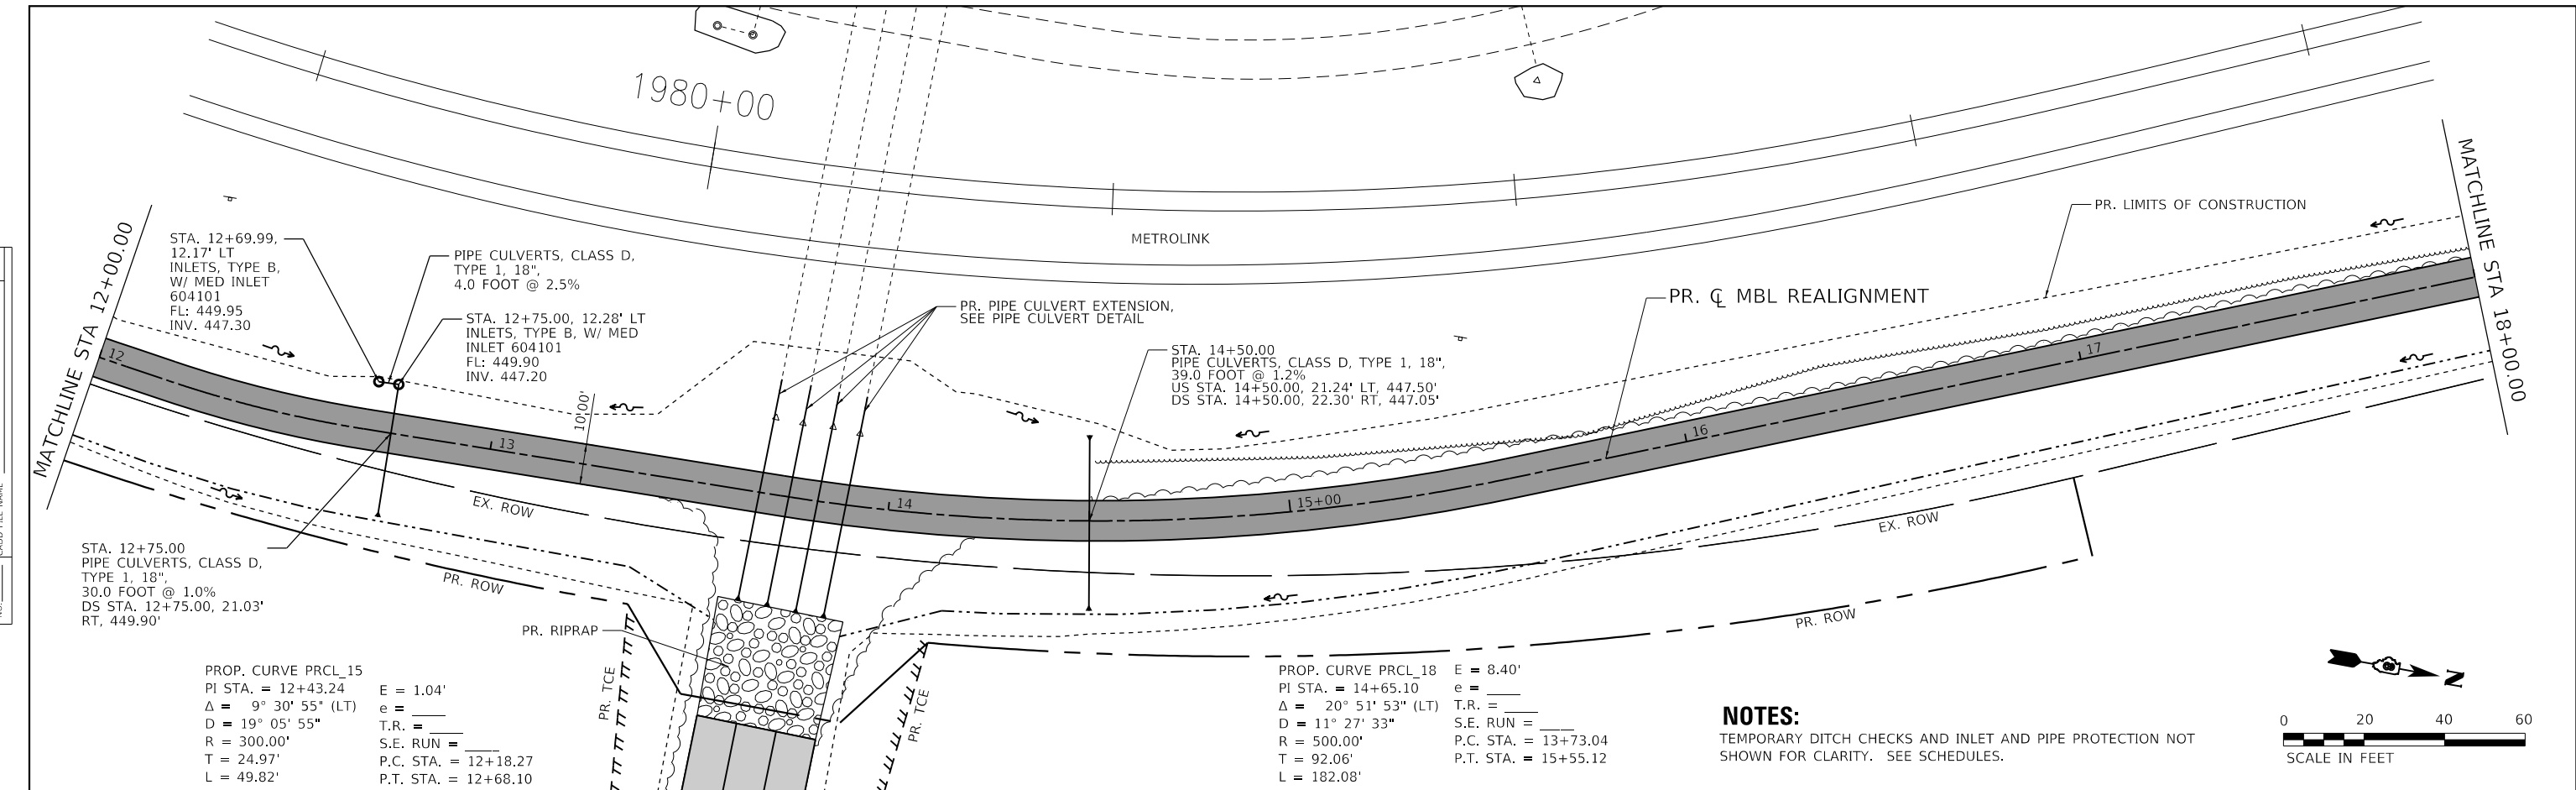 1980+00
METROLINK
MATCHLINE STA 12+00.00
MATCHLINE STA 18+00.00
STA. 12+69.99,
12.17' LT
INLETS, TYPE B,
W/ MED INLET
604101
FL: 449.95
INV. 447.30
PIPE CULVERTS, CLASS D,
TYPE 1, 18",
4.0 FOOT @ 2.5%
STA. 12+75.00, 12.28' LT
INLETS, TYPE B, W/ MED
INLET 604101
FL: 449.90
INV. 447.20
PR. PIPE CULVERT EXTENSION,
SEE PIPE CULVERT DETAIL
STA. 14+50.00
PIPE CULVERTS, CLASS D, TYPE 1, 18",
39.0 FOOT @ 1.2%
US STA. 14+50.00, 21.24' LT, 447.50'
DS STA. 14+50.00, 22.30' RT, 447.05'
PR. ℄ MBL REALIGNMENT
PR. LIMITS OF CONSTRUCTION
12
13
10.00'
14
15+00
16
17
EX. ROW
EX. ROW
PR. ROW
PR. ROW
STA. 12+75.00
PIPE CULVERTS, CLASS D,
TYPE 1, 18",
30.0 FOOT @ 1.0%
DS STA. 12+75.00, 21.03'
RT, 449.90'
PR. RIPRAP
PR. TCE
PR. TCE
PROP. CURVE PRCL_15
PI STA. = 12+43.24
Δ = 9° 30' 55" (LT)
D = 19° 05' 55"
R = 300.00'
T = 24.97'
L = 49.82'
E = 1.04'
e = ____
T.R. = ____
S.E. RUN = ____
P.C. STA. = 12+18.27
P.T. STA. = 12+68.10
PROP. CURVE PRCL_18
PI STA. = 14+65.10
Δ = 20° 51' 53" (LT)
D = 11° 27' 33"
R = 500.00'
T = 92.06'
L = 182.08'
E = 8.40'
e = ____
T.R. = ____
S.E. RUN = ____
P.C. STA. = 13+73.04
P.T. STA. = 15+55.12
NOTES:
TEMPORARY DITCH CHECKS AND INLET AND PIPE PROTECTION NOT
SHOWN FOR CLARITY. SEE SCHEDULES.
N
0 20 40 60
SCALE IN FEET